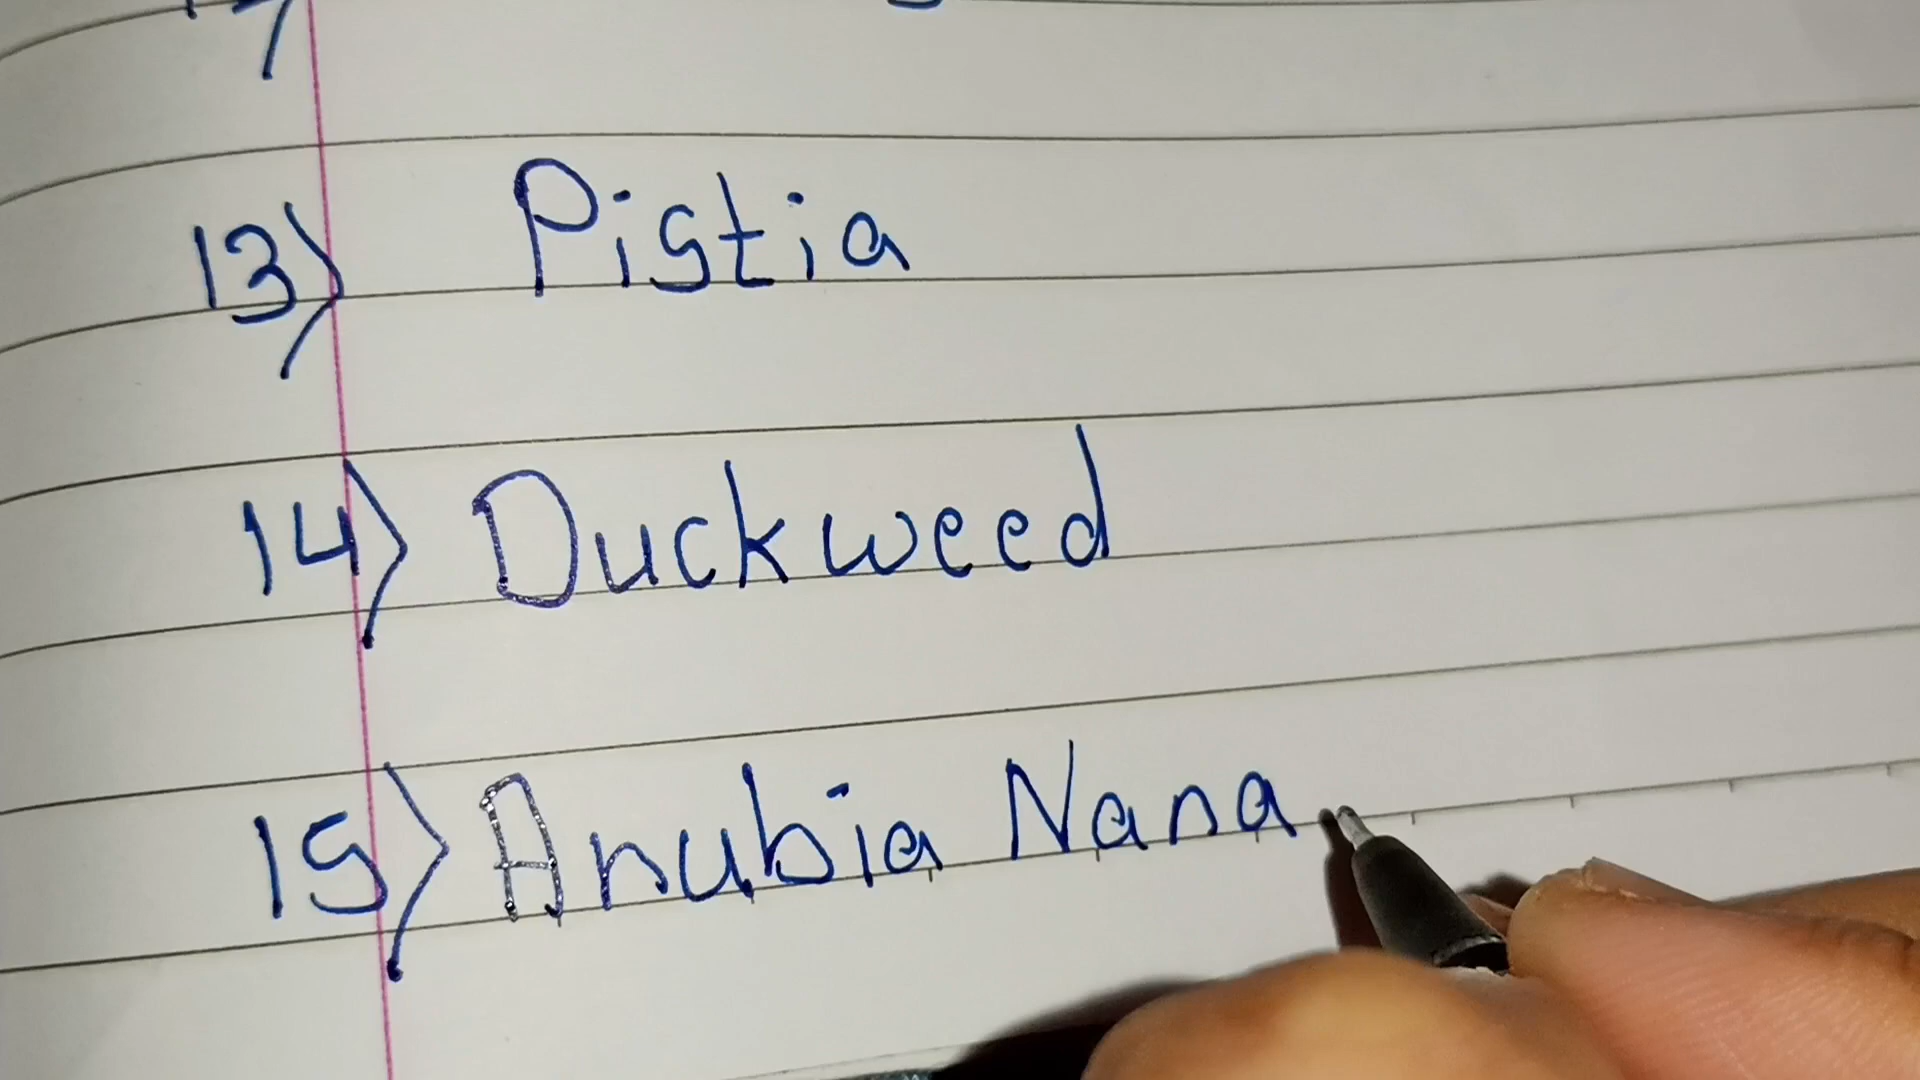 13) Pistia
14) Duckweed
15) Anubia Nana